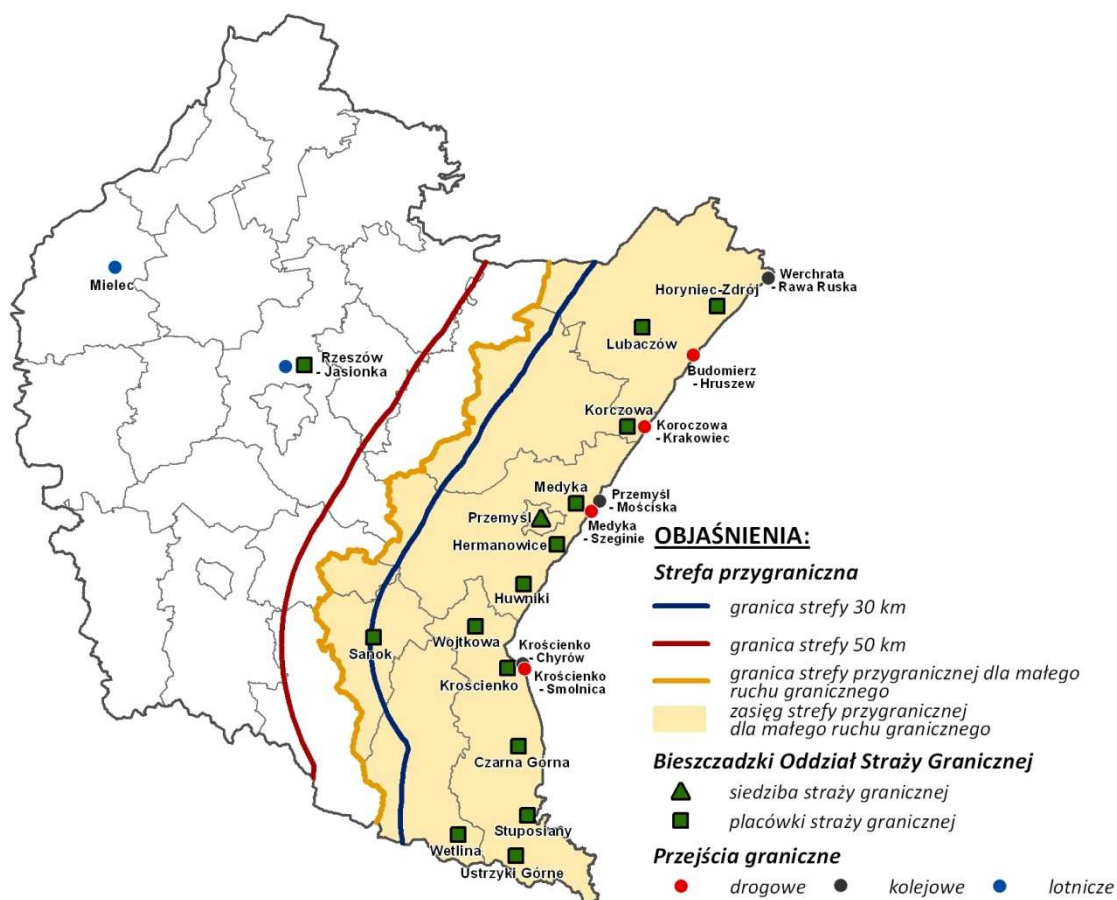 Mielec
Rzeszów
- Jasionka
Horyniec-Zdrój
Werchrata
- Rawa Ruska
Lubaczów
Budomierz
- Hruszew
Korczowa
Koroczowa
- Krakowiec
Medyka
Przemyśl
- Mościska
Przemyśl
Medyka
- Szeginie
Hermanowice
Huwniki
Wojtkowa
Sanok
Krościenko
- Chyrów
Krościenko
Krościenko
- Smolnica
Czarna Górna
Stuposiany
Wetlina
Ustrzyki Górne
OBJAŚNIENIA:
Strefa przygraniczna
granica strefy 30 km
granica strefy 50 km
granica strefy przygranicznej dla małego
ruchu granicznego
zasięg strefy przygranicznej
dla małego ruchu granicznego
Bieszczadzki Oddział Straży Granicznej
siedziba straży granicznej
placówki straży granicznej
Przejścia graniczne
drogowe kolejowe lotnicze